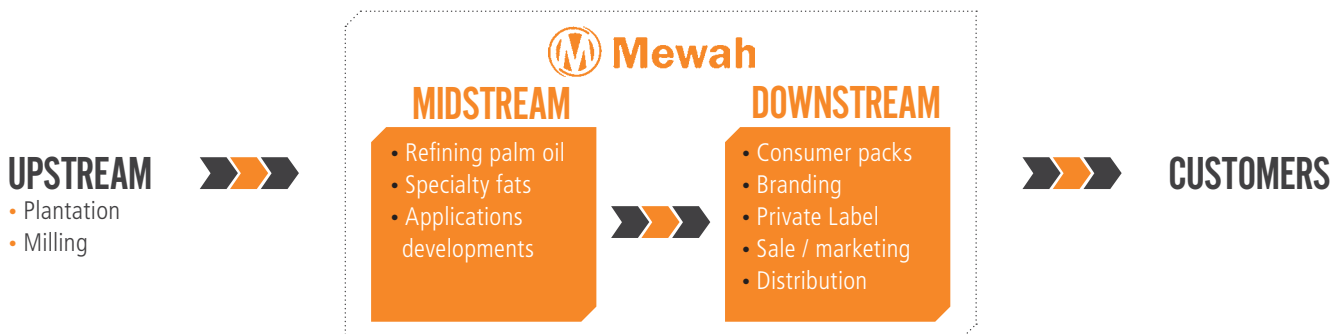 Mewah
UPSTREAM
• Plantation
• Milling
MIDSTREAM
• Refining palm oil
• Specialty fats
• Applications
developments
DOWNSTREAM
• Consumer packs
• Branding
• Private Label
• Sale / marketing
• Distribution
CUSTOMERS